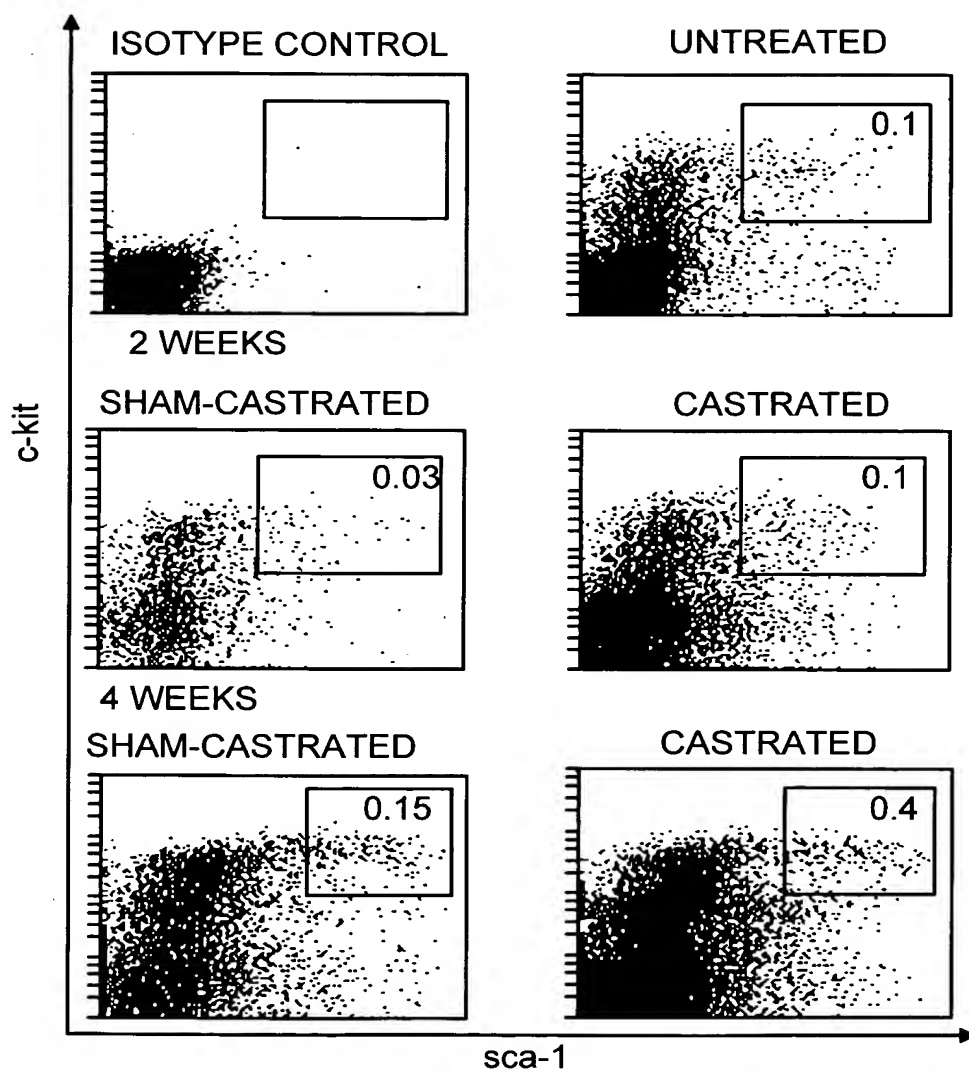 ISOTYPE CONTROL
UNTREATED
0.1
2 WEEKS
SHAM-CASTRATED
CASTRATED
0.03
0.1
4 WEEKS
SHAM-CASTRATED
CASTRATED
0.15
0.4
c-kit
sca-1